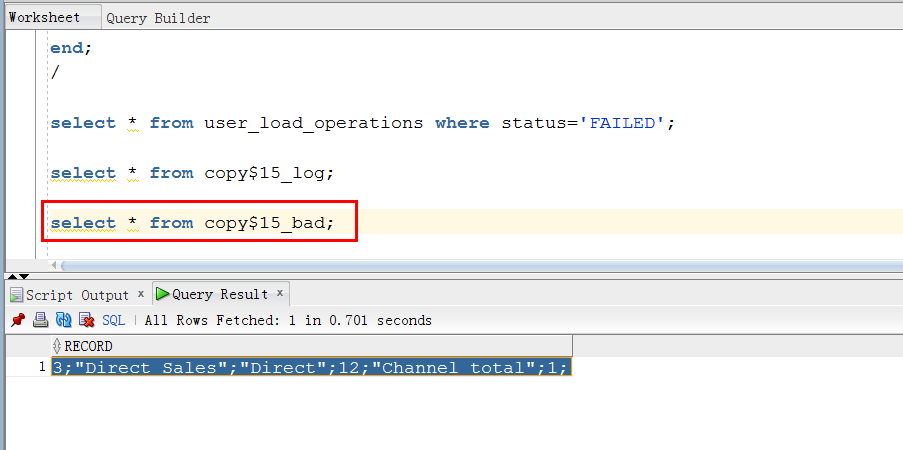 Worksheet Query Builder
end;
/
select * from user_load_operations where status='FAILED';
select * from copy$15_log;
select * from copy$15_bad;
Script Output x Query Result x
SQL | All Rows Fetched: 1 in 0.701 seconds
RECORD
1 3;"Direct Sales";"Direct";12;"Channel total";1;